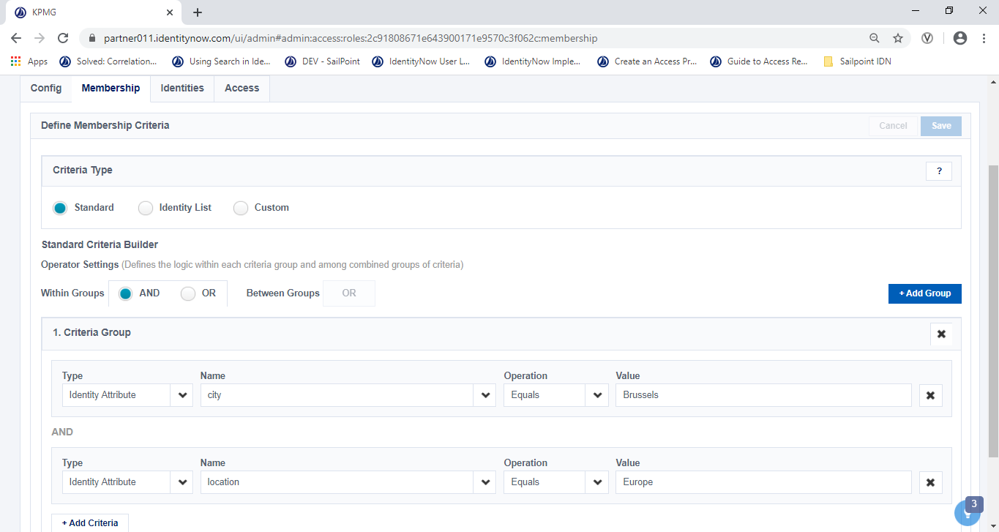 KPMG
partner011.identitynow.com/ui/admin#admin:access:roles:2c91808671e643900171e9570c3f062c:membership
Apps Solved: Correlation... Using Search in Ide... DEV - SailPoint IdentityNow User L... IdentityNow Imple... Create an Access Pr... Guide to Access Re... Sailpoint IDN
Config Membership Identities Access
Define Membership Criteria Cancel Save
Criteria Type ?
Standard Identity List Custom
Standard Criteria Builder
Operator Settings (Defines the logic within each criteria group and among combined groups of criteria)
Within Groups AND OR Between Groups OR + Add Group
1. Criteria Group
Type Name Operation Value
Identity Attribute city Equals Brussels
AND
Type Name Operation Value
Identity Attribute location Equals Europe
3
+ Add Criteria